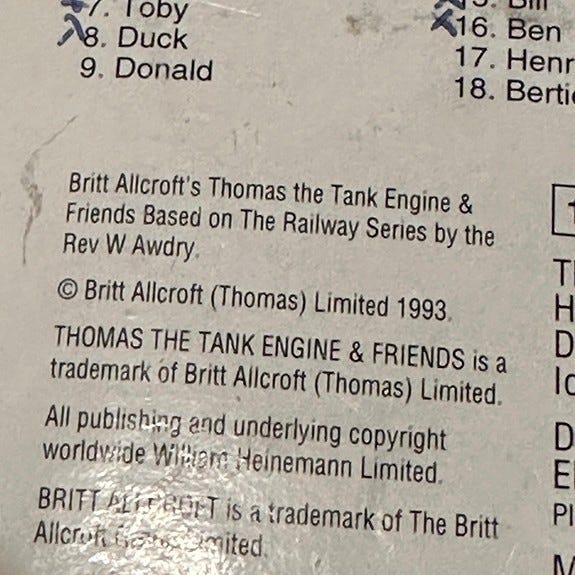 7. Toby
8. Duck
9. Donald
16. Ben
17. Henr
18. Berti
Britt Allcroft's Thomas the Tank Engine &
Friends Based on The Railway Series by the
Rev W Awdry.
© Britt Allcroft (Thomas) Limited 1993.
THOMAS THE TANK ENGINE & FRIENDS is a
trademark of Britt Allcroft (Thomas) Limited.
All publishing and underlying copyright
worldwide William Heinemann Limited.
BRITT ALLCROFT is a trademark of The Britt
Allcroft